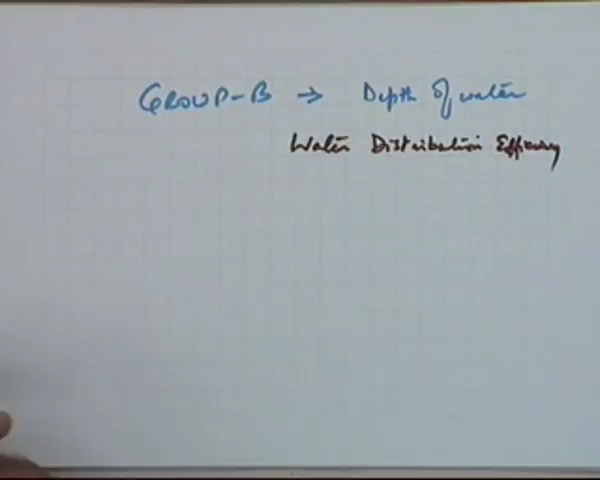 GROUP-B → Depth of water
Water Distribution Efficiency